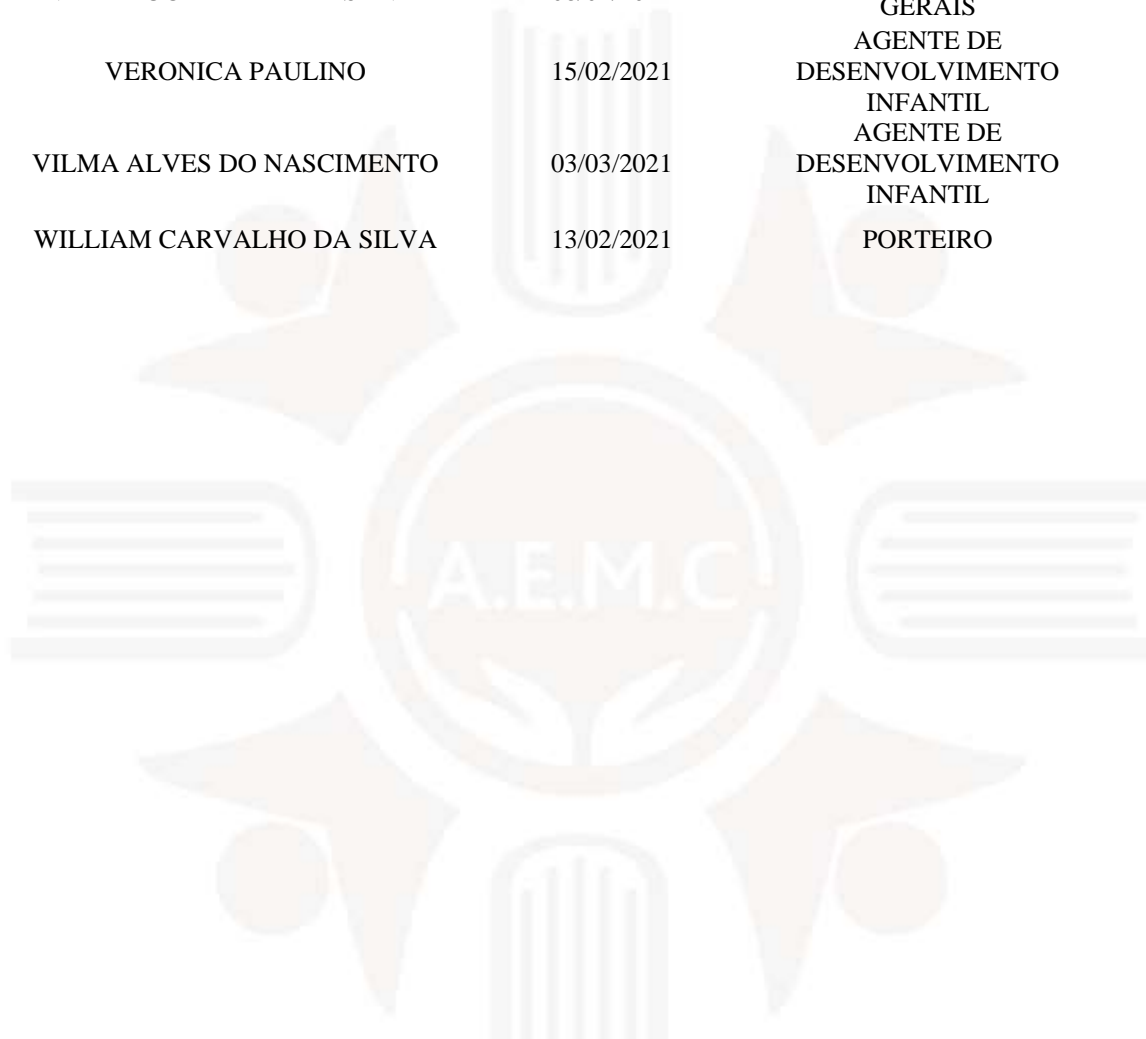 GERAIS
AGENTE DE
VERONICA PAULINO 15/02/2021 DESENVOLVIMENTO
INFANTIL
AGENTE DE
VILMA ALVES DO NASCIMENTO 03/03/2021 DESENVOLVIMENTO
INFANTIL
WILLIAM CARVALHO DA SILVA 13/02/2021 PORTEIRO
A.E.M.C